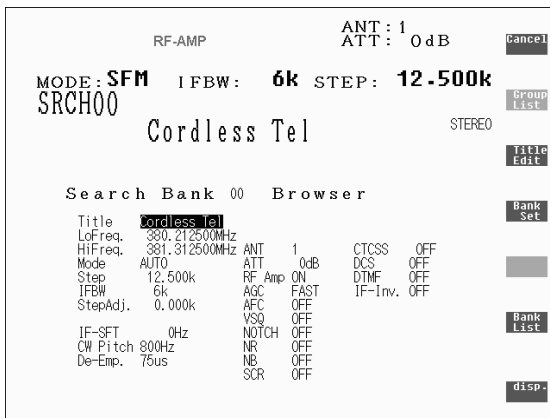 RF-AMP
ANT: 1
ATT: 0dB
Cancel
MODE: SFM IFBW: 6k STEP: 12.500k
SRCH00
Group List
Cordless Tel
STEREO
Title Edit
Search Bank 00 Browser
Bank Set
Title Cordless Tel
LoFreq. 380.212500MHz
HiFreq. 381.312500MHz ANT 1 CTCSS OFF
Mode AUTO ATT 0dB DCS OFF
Step 12.500k RF Amp ON DTMF OFF
IFBW 6k AGC FAST IF-Inv. OFF
StepAdj. 0.000k AFC OFF
VSQ OFF
Bank List
IF-SFT 0Hz NOTCH OFF
CW Pitch 800Hz NR OFF
De-Emp. 75us NB OFF
SCR OFF
disp.